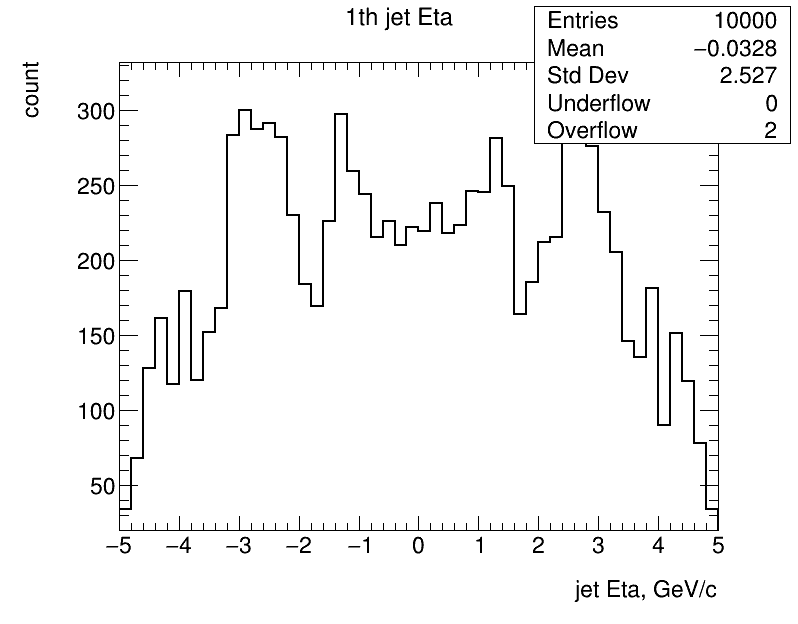 1th jet Eta
Entries 10000
Mean −0.0328
Std Dev 2.527
Underflow 0
Overflow 2
count
300
250
200
150
100
50
−5 −4 −3 −2 −1 0 1 2 3 4 5
jet Eta, GeV/c